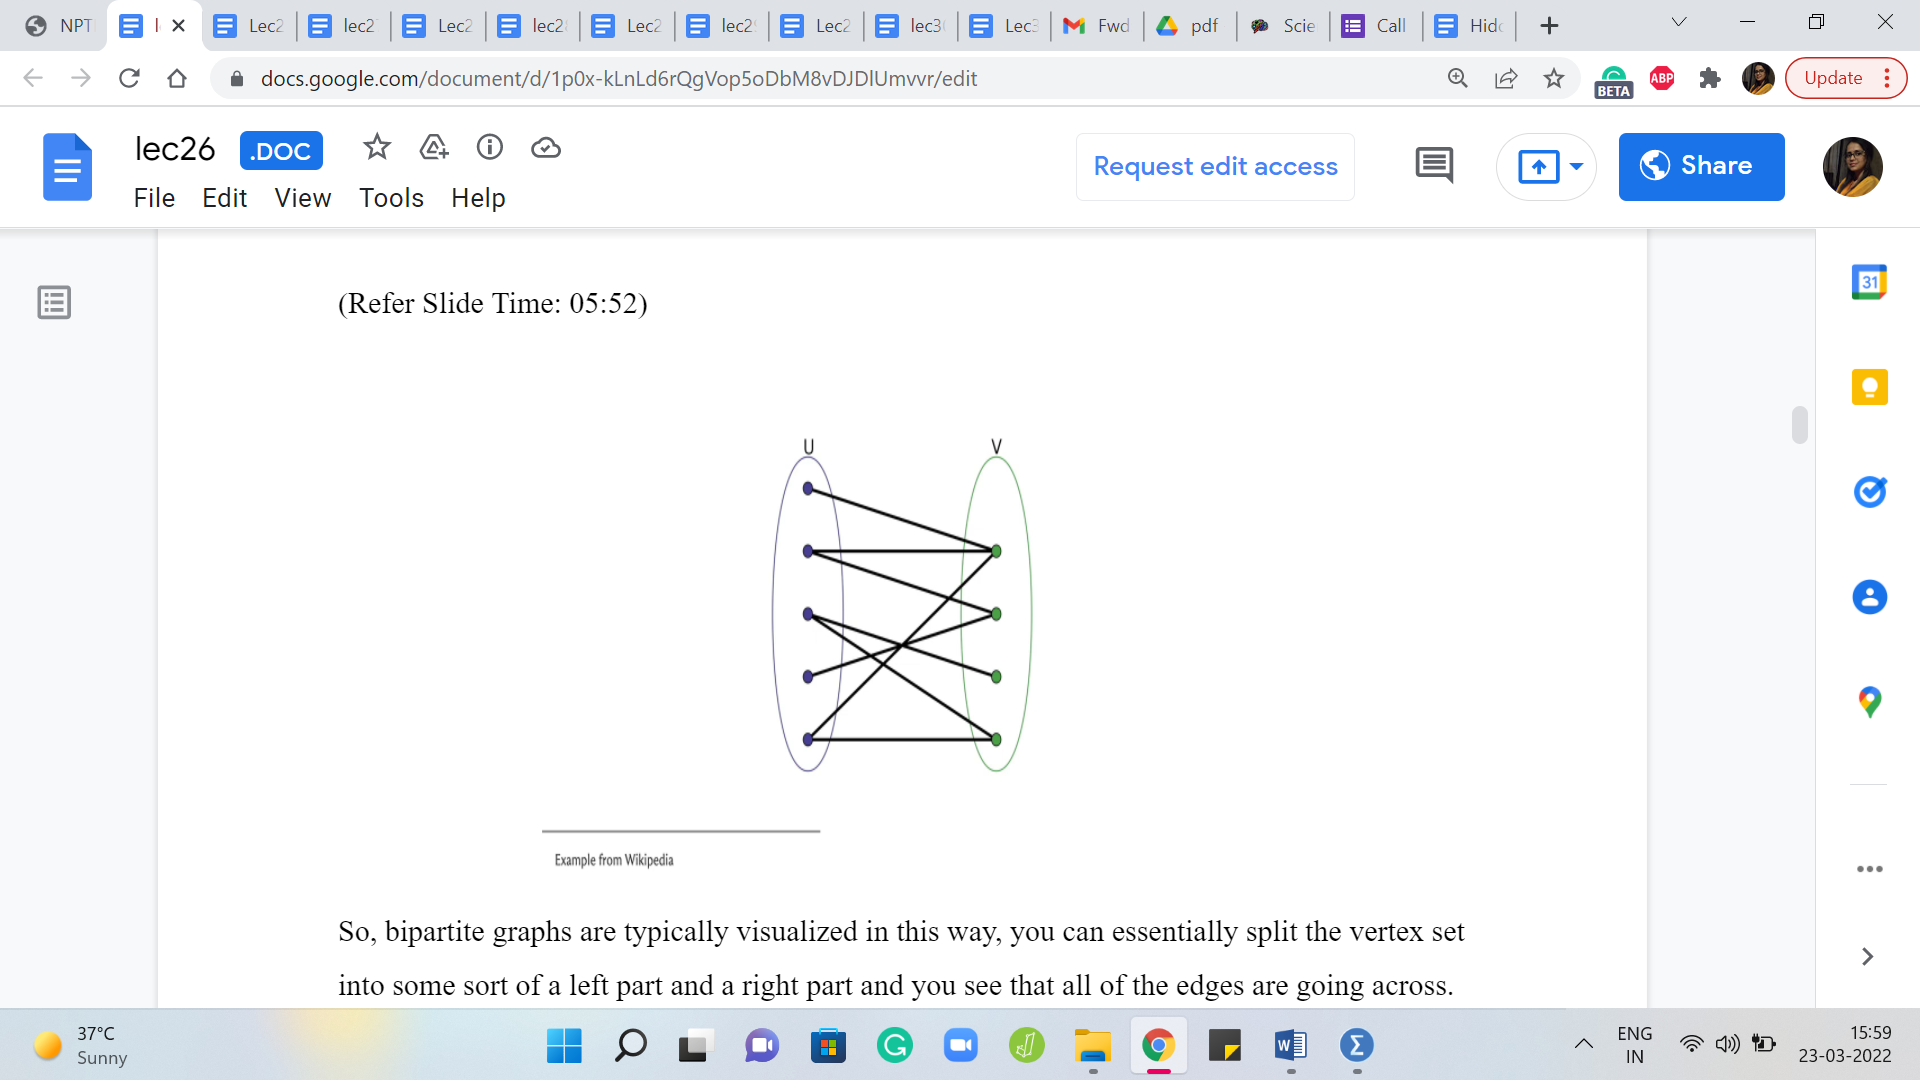 NPT
l
Lec2
lec2
Lec2
lec2
Lec2
lec2
Lec2
lec3
Lec3
Fwd
pdf
Scie
Call
Hid
docs.google.com/document/d/1p0x-kLnLd6rQgVop5oDbM8vDJDlUmvvr/edit
BETA
ABP
Update
lec26 .DOC
File Edit View Tools Help
Request edit access
Share
31
(Refer Slide Time: 05:52)
U V
Example from Wikipedia
So, bipartite graphs are typically visualized in this way, you can essentially split the vertex set
into some sort of a left part and a right part and you see that all of the edges are going across.
37°C
Sunny
ENG
IN
15:59
23-03-2022